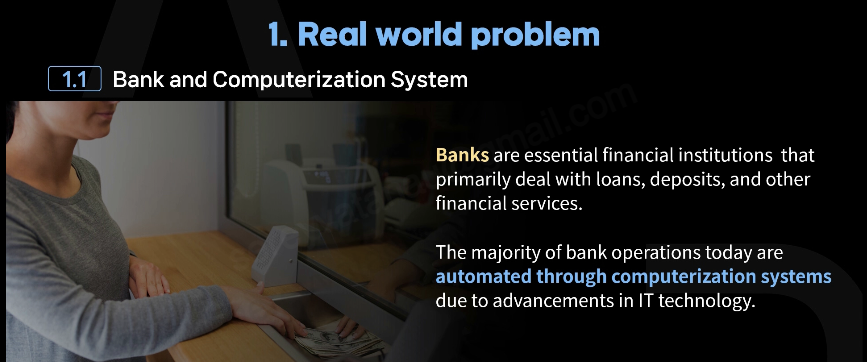 1. Real world problem
1.1 Bank and Computerization System
Banks are essential financial institutions that
primarily deal with loans, deposits, and other
financial services.
The majority of bank operations today are
automated through computerization systems
due to advancements in IT technology.